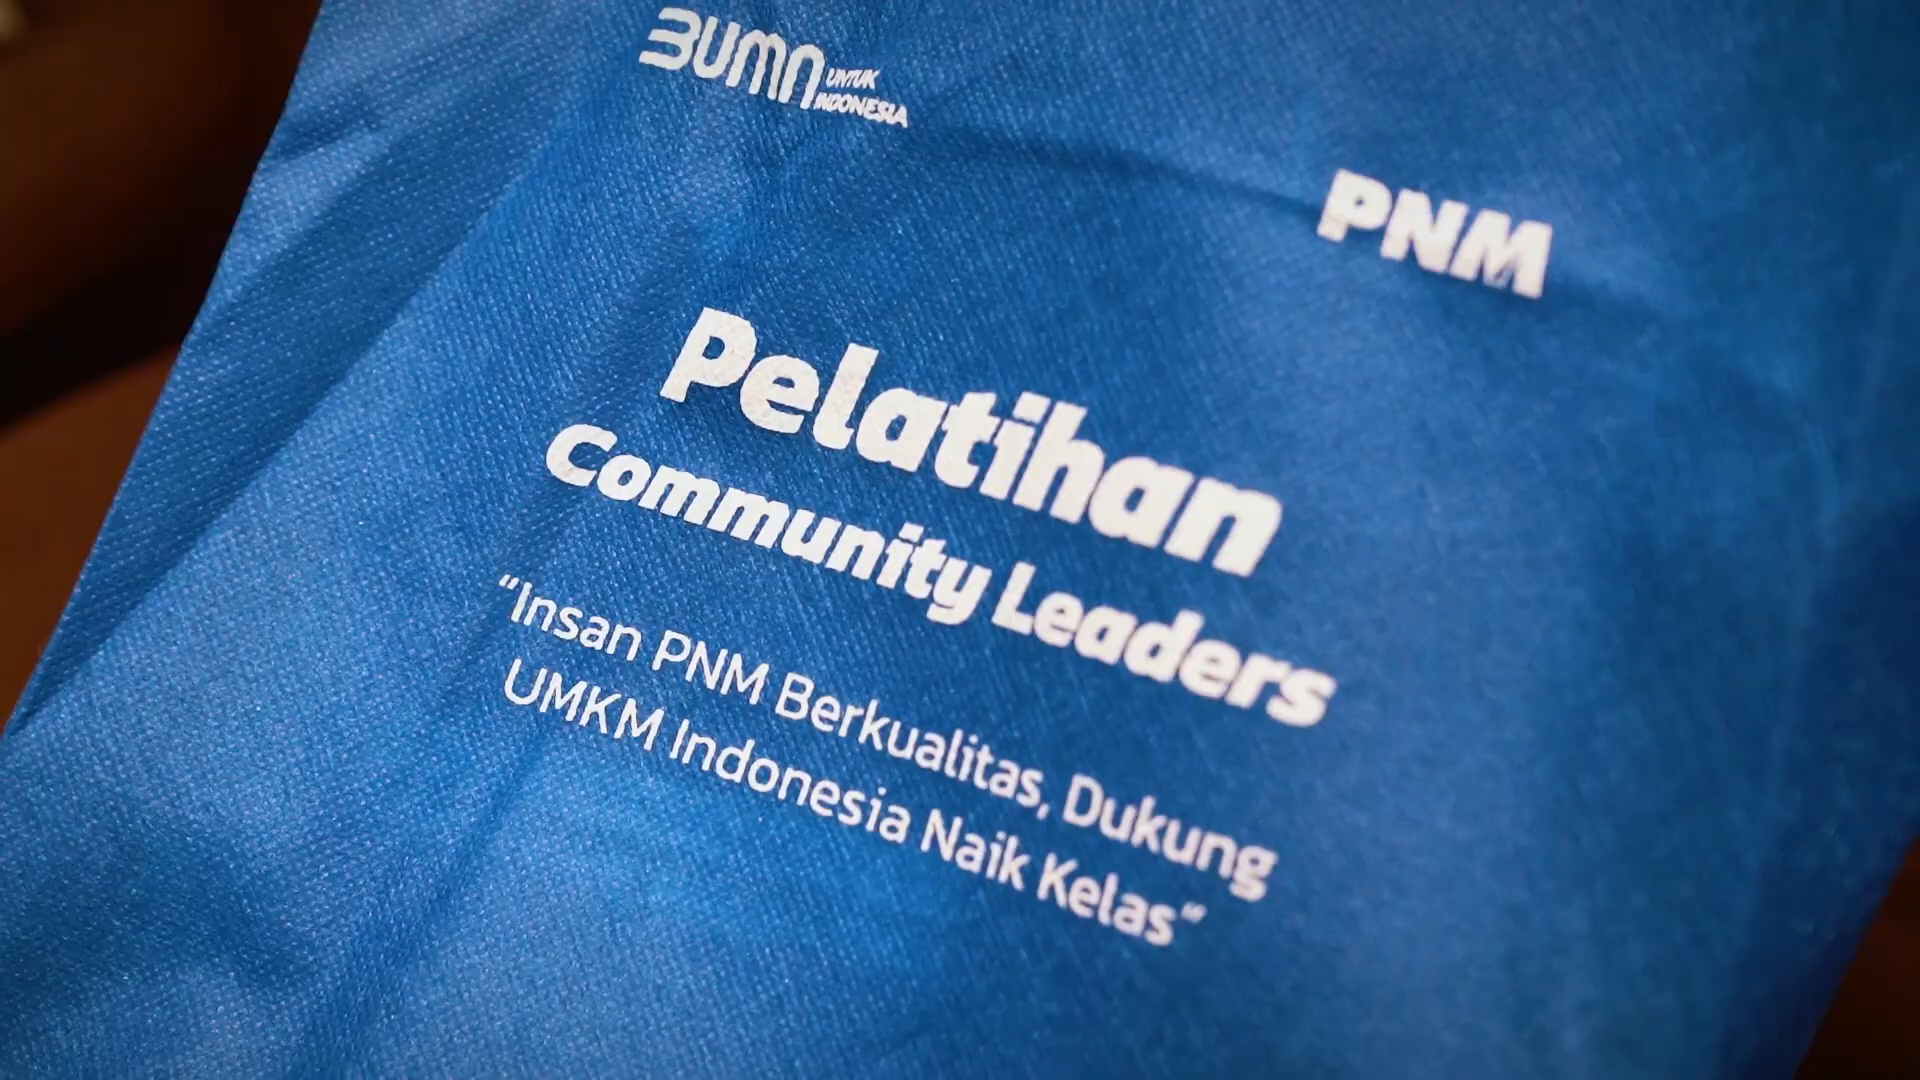 BUMN UNTUK
INDONESIA
PNM
Pelatihan
Community Leaders
“Insan PNM Berkualitas, Dukung
UMKM Indonesia Naik Kelas”